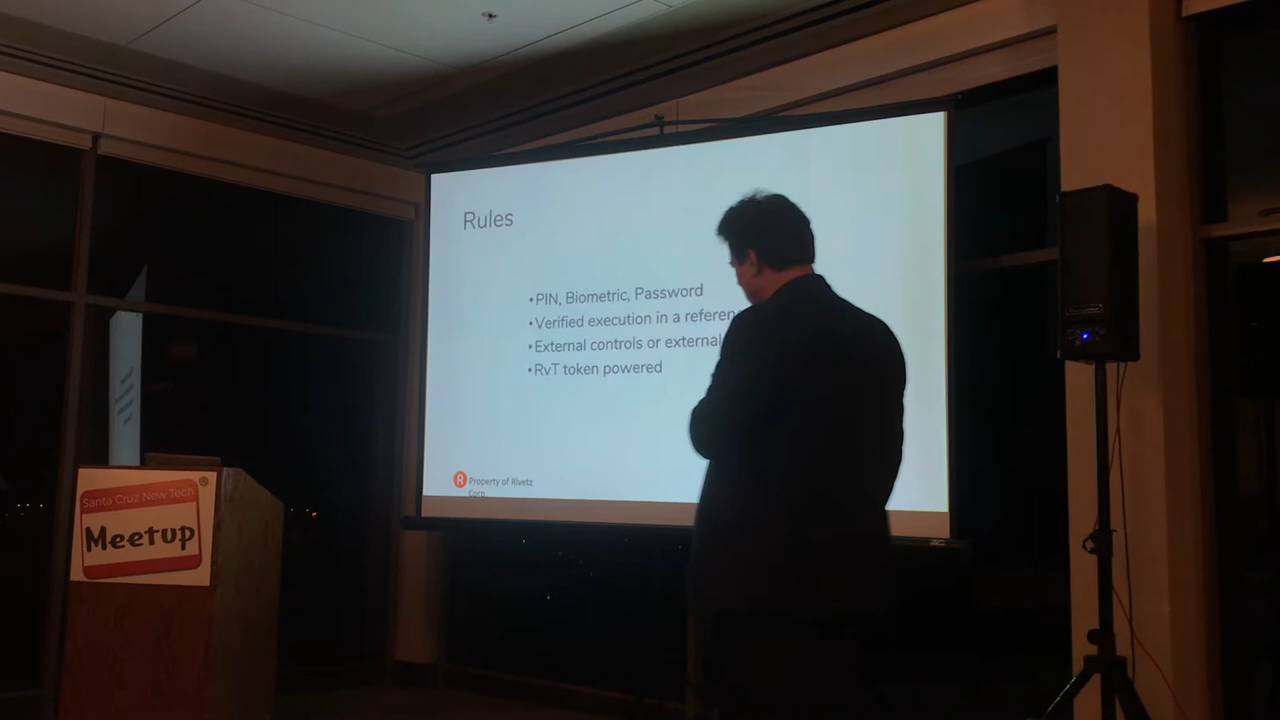 Rules
•PIN, Biometric, Password
•Verified execution in a referen
•External controls or external
•RvT token powered
R Property of Rivetz
Corp.
Santa Cruz New Tech
Meetup